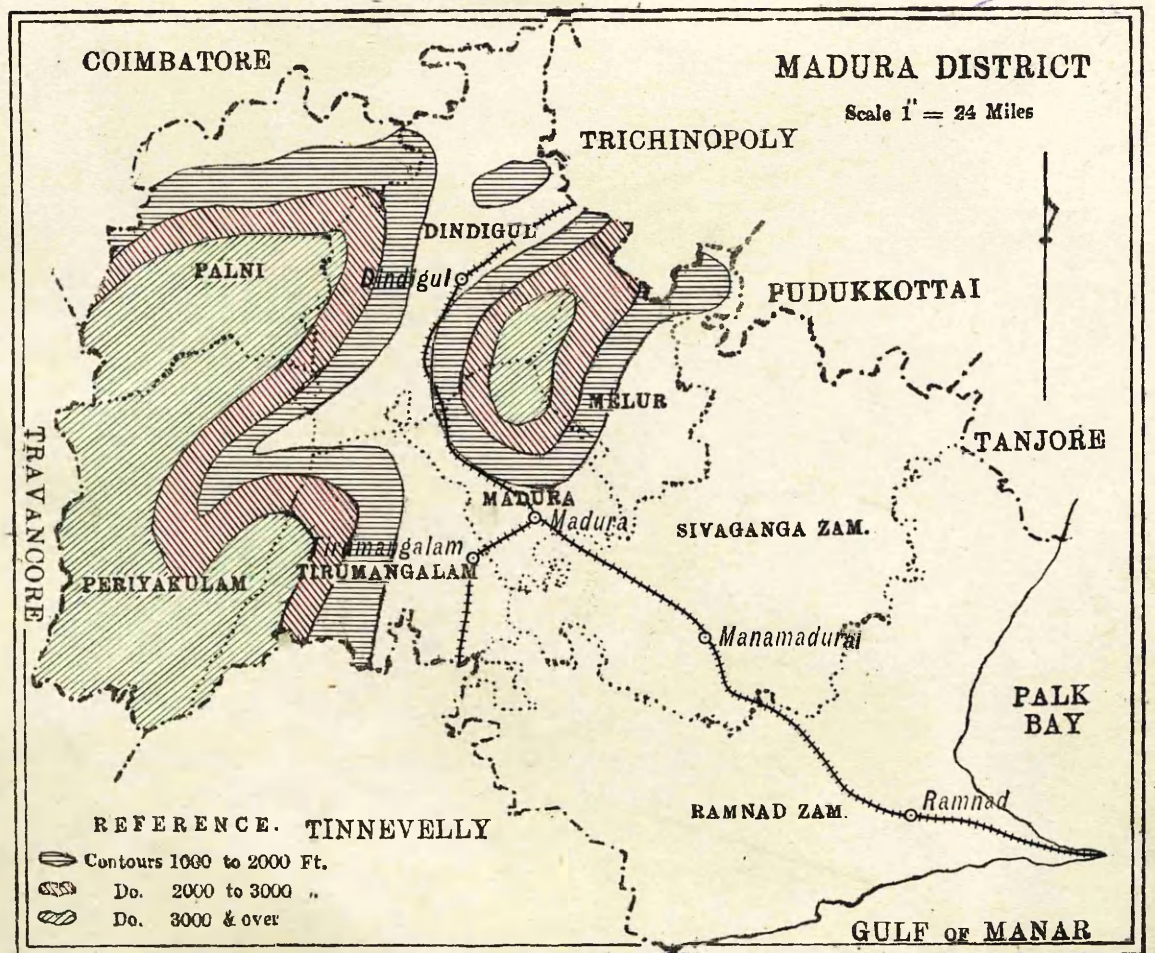 COIMBATORE
MADURA DISTRICT
Scale 1" = 24 Miles
TRICHINOPOLY
DINDIGUL
PALNI
Dindigul
PUDUKKOTTAI
MELUR
TANJORE
TRAVANCORE
MADURA
Madura
SIVAGANGA ZAM.
Tirumangalam
TIRUMANGALAM
PERIYAKULAM
Manamadurai
PALK
BAY
RAMNAD ZAM.
Ramnad
REFERENCE.
TINNEVELLY
Contours 1000 to 2000 Ft.
Do. 2000 to 3000 "
Do. 3000 & over
GULF OF MANAR